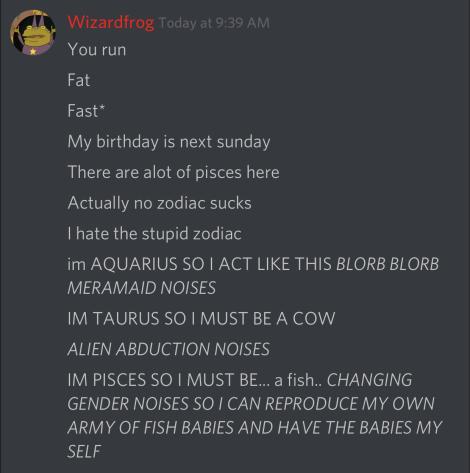 Wizardfrog Today at 9:39 AM
You run
Fat
Fast*
My birthday is next sunday
There are alot of pisces here
Actually no zodiac sucks
I hate the stupid zodiac
im AQUARIUS SO I ACT LIKE THIS BLORB BLORB
MERAMAID NOISES
IM TAURUS SO I MUST BE A COW
ALIEN ABDUCTION NOISES
IM PISCES SO I MUST BE... a fish.. CHANGING
GENDER NOISES SO I CAN REPRODUCE MY OWN
ARMY OF FISH BABIES AND HAVE THE BABIES MY
SELF